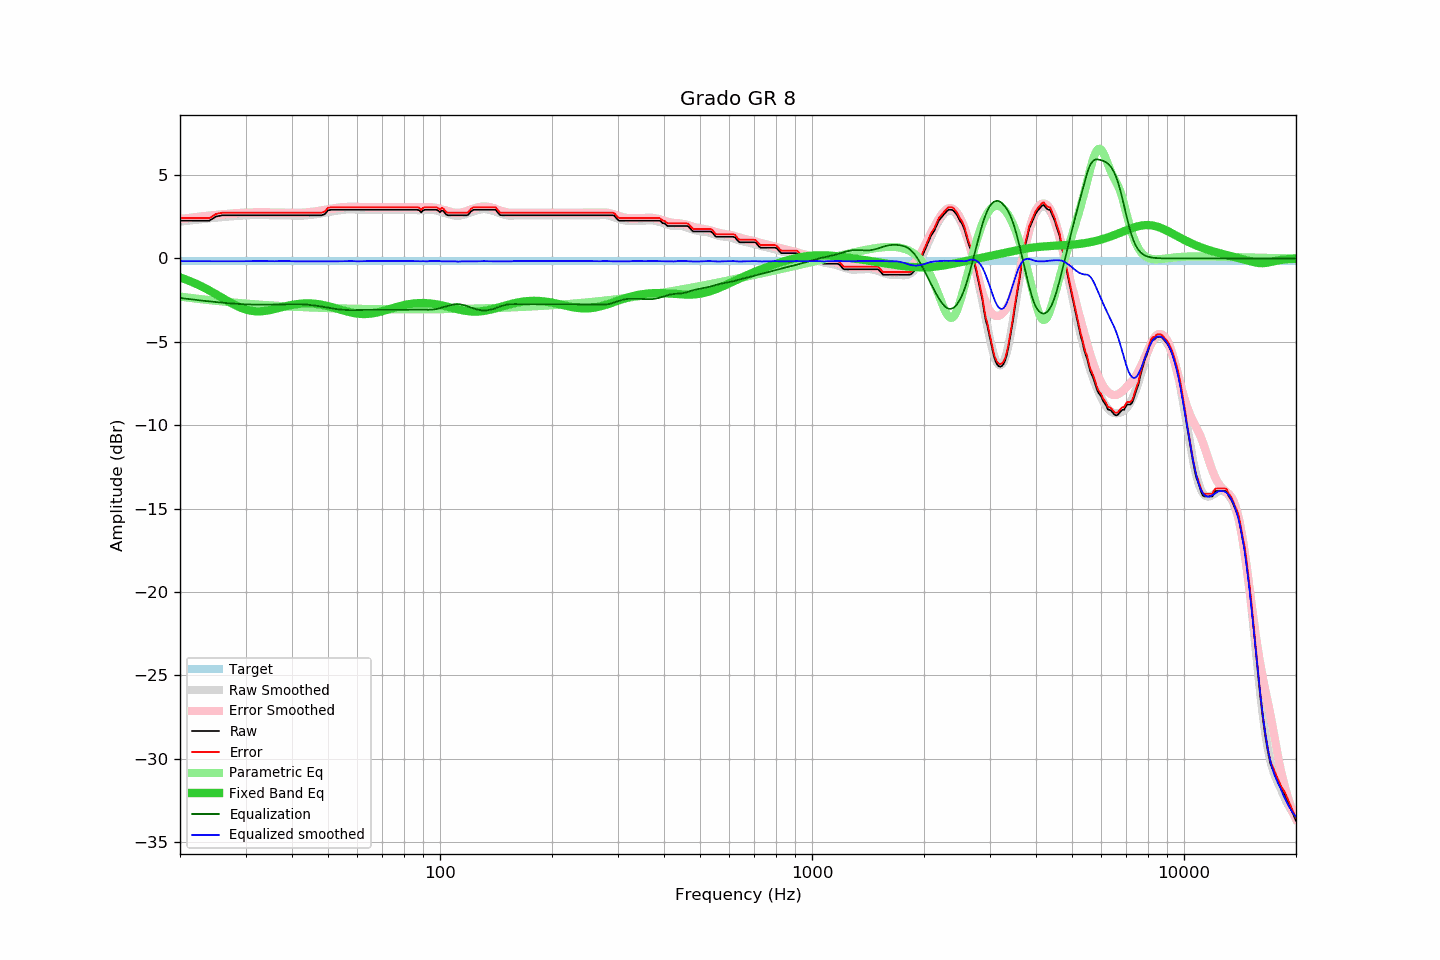 Grado GR 8
5
0
−5
−10
−15
−20
−25
−30
−35
Amplitude (dBr)
Target
Raw Smoothed
Error Smoothed
Raw
Error
Parametric Eq
Fixed Band Eq
Equalization
Equalized smoothed
100
1000
10000
Frequency (Hz)